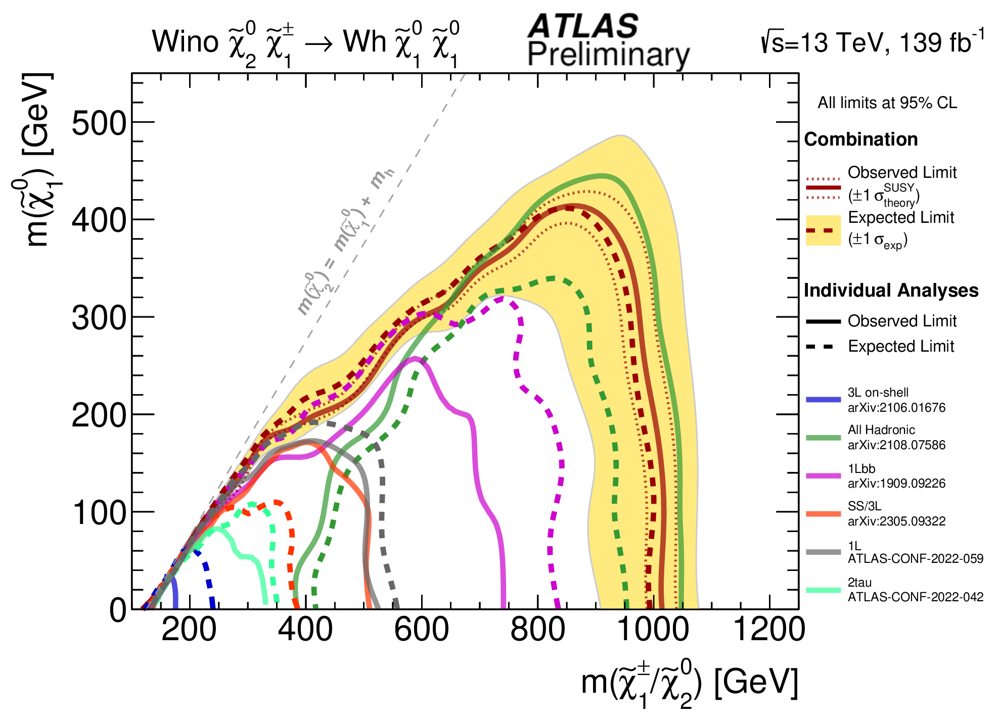 Wino χ̃⁰₂ χ̃±₁ → Wh χ̃⁰₁ χ̃⁰₁
ATLAS
Preliminary
√s=13 TeV, 139 fb⁻¹
m(χ̃⁰₁) [GeV]
500
400
300
200
100
0
200
400
600
800
1000
1200
m(χ̃±₁/χ̃⁰₂) [GeV]
m(χ̃⁰₂) = m(χ̃⁰₁) + mₕ
All limits at 95% CL
Combination
Observed Limit
(±1 σ^SUSY_theory)
Expected Limit
(±1 σ_exp)
Individual Analyses
Observed Limit
Expected Limit
3L on-shell
arXiv:2106.01676
All Hadronic
arXiv:2108.07586
1Lbb
arXiv:1909.09226
SS/3L
arXiv:2305.09322
1L
ATLAS-CONF-2022-059
2tau
ATLAS-CONF-2022-042